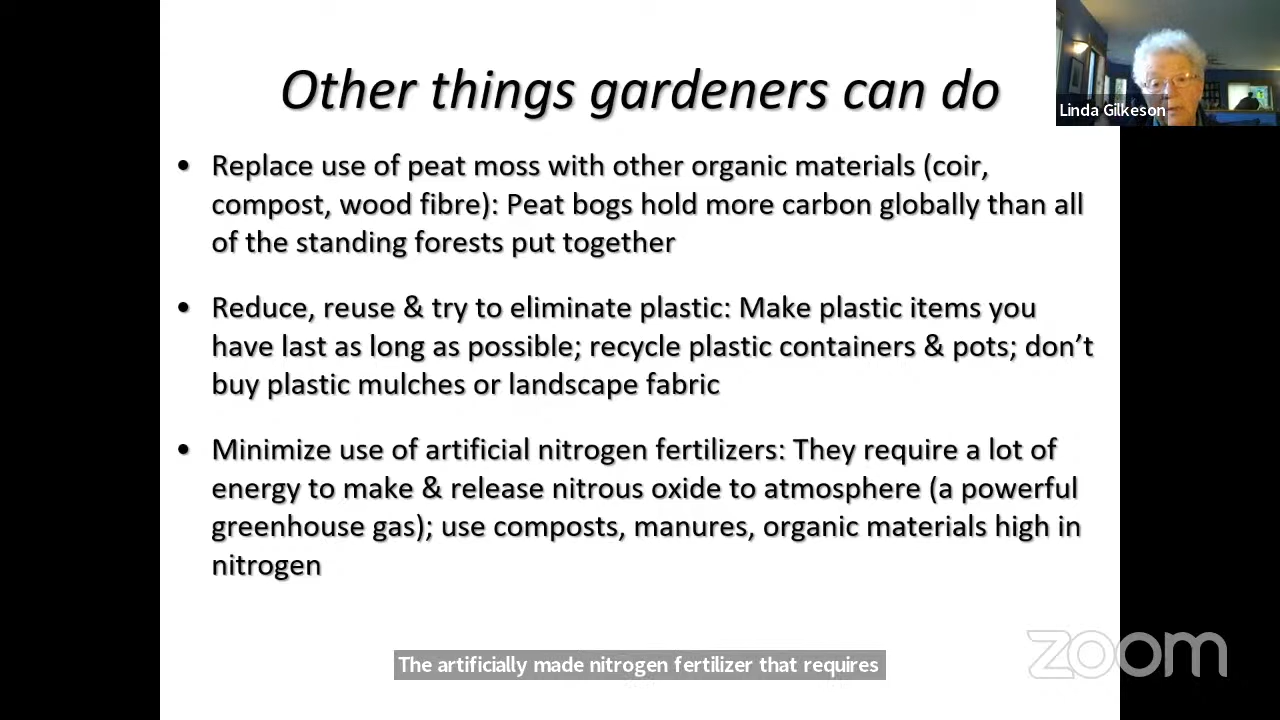 Other things gardeners can do
Linda Gilkeson
• Replace use of peat moss with other organic materials (coir,
compost, wood fibre): Peat bogs hold more carbon globally than all
of the standing forests put together
• Reduce, reuse & try to eliminate plastic: Make plastic items you
have last as long as possible; recycle plastic containers & pots; don’t
buy plastic mulches or landscape fabric
• Minimize use of artificial nitrogen fertilizers: They require a lot of
energy to make & release nitrous oxide to atmosphere (a powerful
greenhouse gas); use composts, manures, organic materials high in
nitrogen
zoom
The artificially made nitrogen fertilizer that requires